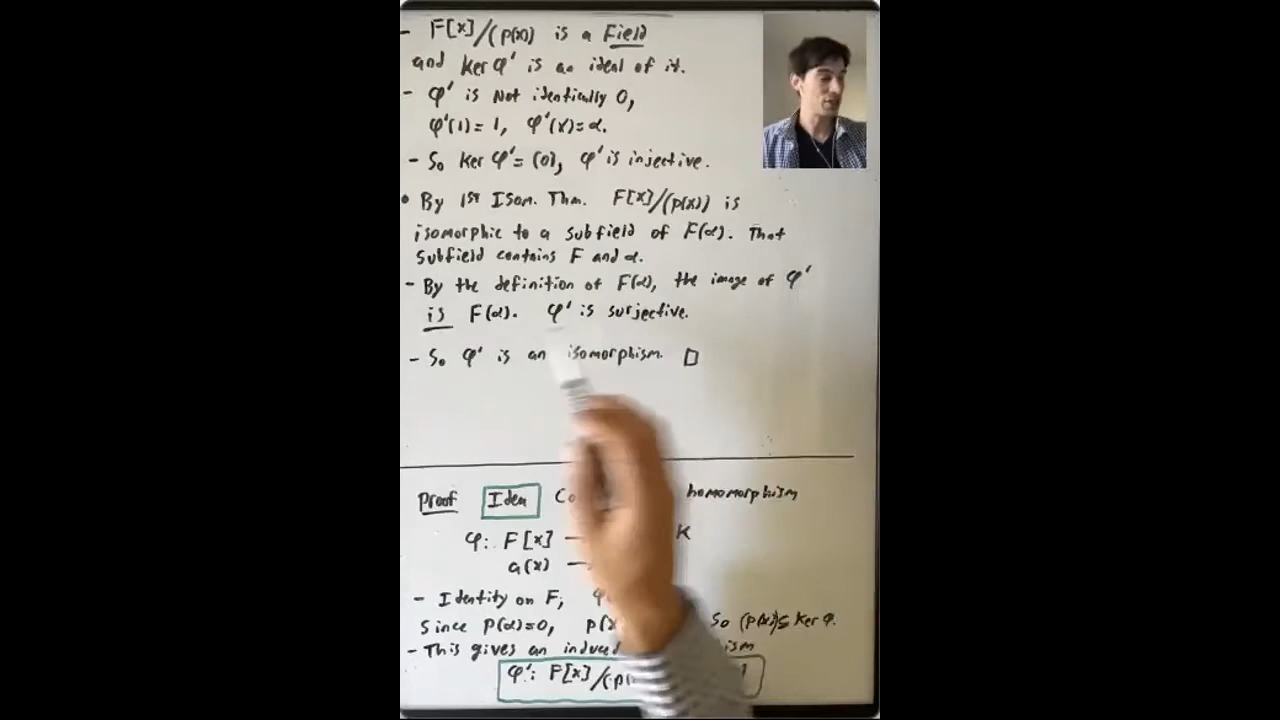 - F[x]/(p(x)) is a Field
and ker φ' is an ideal of it.
- φ' is Not identically 0,
φ'(1) = 1, φ'(x) = α.
- So ker φ' = (0), φ' is injective.
• By 1st Isom. Thm. F[x]/(p(x)) is
isomorphic to a subfield of F(α). That
subfield contains F and α.
- By the definition of F(α), the image of φ'
is F(α). φ' is surjective.
- So φ' is an isomorphism. □
Proof Idea homomorphism
φ: F[x] → K
a(x) →
- Identity on F,
Since p(α)=0, So (p(x)) ⊆ ker φ.
- This gives an
φ': F[x]/(p(